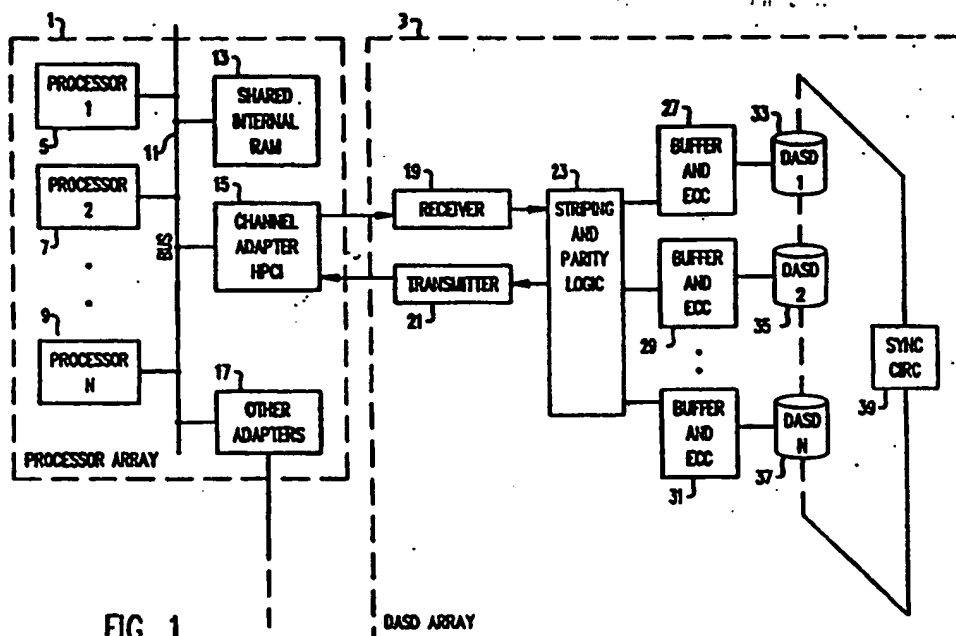 1
PROCESSOR
1
5
PROCESSOR
2
7
9
PROCESSOR
N
PROCESSOR ARRAY
11
BUS
13
SHARED
INTERNAL
RAM
15
CHANNEL
ADAPTER
HPCI
17
OTHER
ADAPTERS
3
19
RECEIVER
TRANSMITTER
21
23
STRIPING
AND
PARITY
LOGIC
27
BUFFER
AND
ECC
BUFFER
AND
ECC
29
BUFFER
AND
ECC
31
33
DASD
1
DASD
2
35
DASD
N
37
SYNC
CIRC
39
DASD ARRAY
FIG. 1